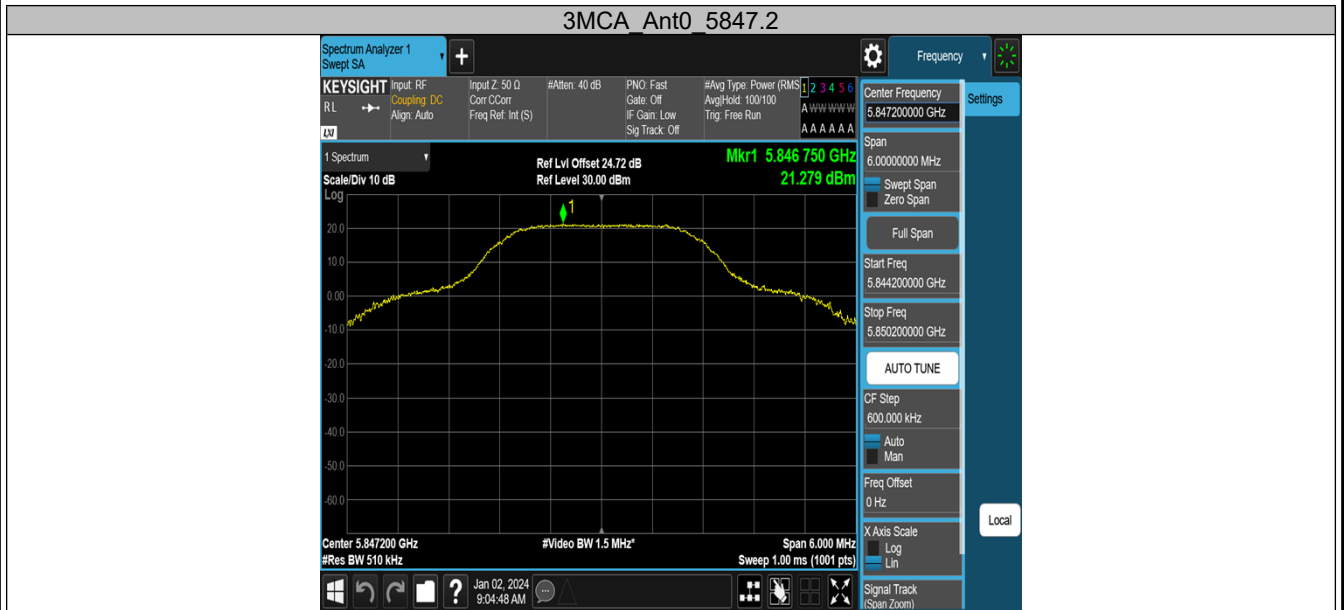 3MCA_Ant0_5847.2
Spectrum Analyzer 1
Swept SA
+
Frequency
KEYSIGHT
RL
LXI
Input: RF
Coupling: DC
Align: Auto
Input Z: 50 Ω
Corr CCorr
Freq Ref: Int (S)
#Atten: 40 dB
PNO: Fast
Gate: Off
IF Gain: Low
Sig Track: Off
#Avg Type: Power (RMS
Avg|Hold: 100/100
Trig: Free Run
1 2 3 4 5 6
A W W W W W
A A A A A A
1 Spectrum
Scale/Div 10 dB
Log
Ref Lvl Offset 24.72 dB
Ref Level 30.00 dBm
Mkr1 5.846 750 GHz
21.279 dBm
1
20.0
10.0
0.00
-10.0
-20.0
-30.0
-40.0
-50.0
-60.0
Center 5.847200 GHz
#Res BW 510 kHz
#Video BW 1.5 MHz*
Span 6.000 MHz
Sweep 1.00 ms (1001 pts)
?
Jan 02, 2024
9:04:48 AM
Center Frequency
5.847200000 GHz
Settings
Span
6.00000000 MHz
Swept Span
Zero Span
Full Span
Start Freq
5.844200000 GHz
Stop Freq
5.850200000 GHz
AUTO TUNE
CF Step
600.000 kHz
Auto
Man
Freq Offset
0 Hz
X Axis Scale
Log
Lin
Local
Signal Track
(Span Zoom)